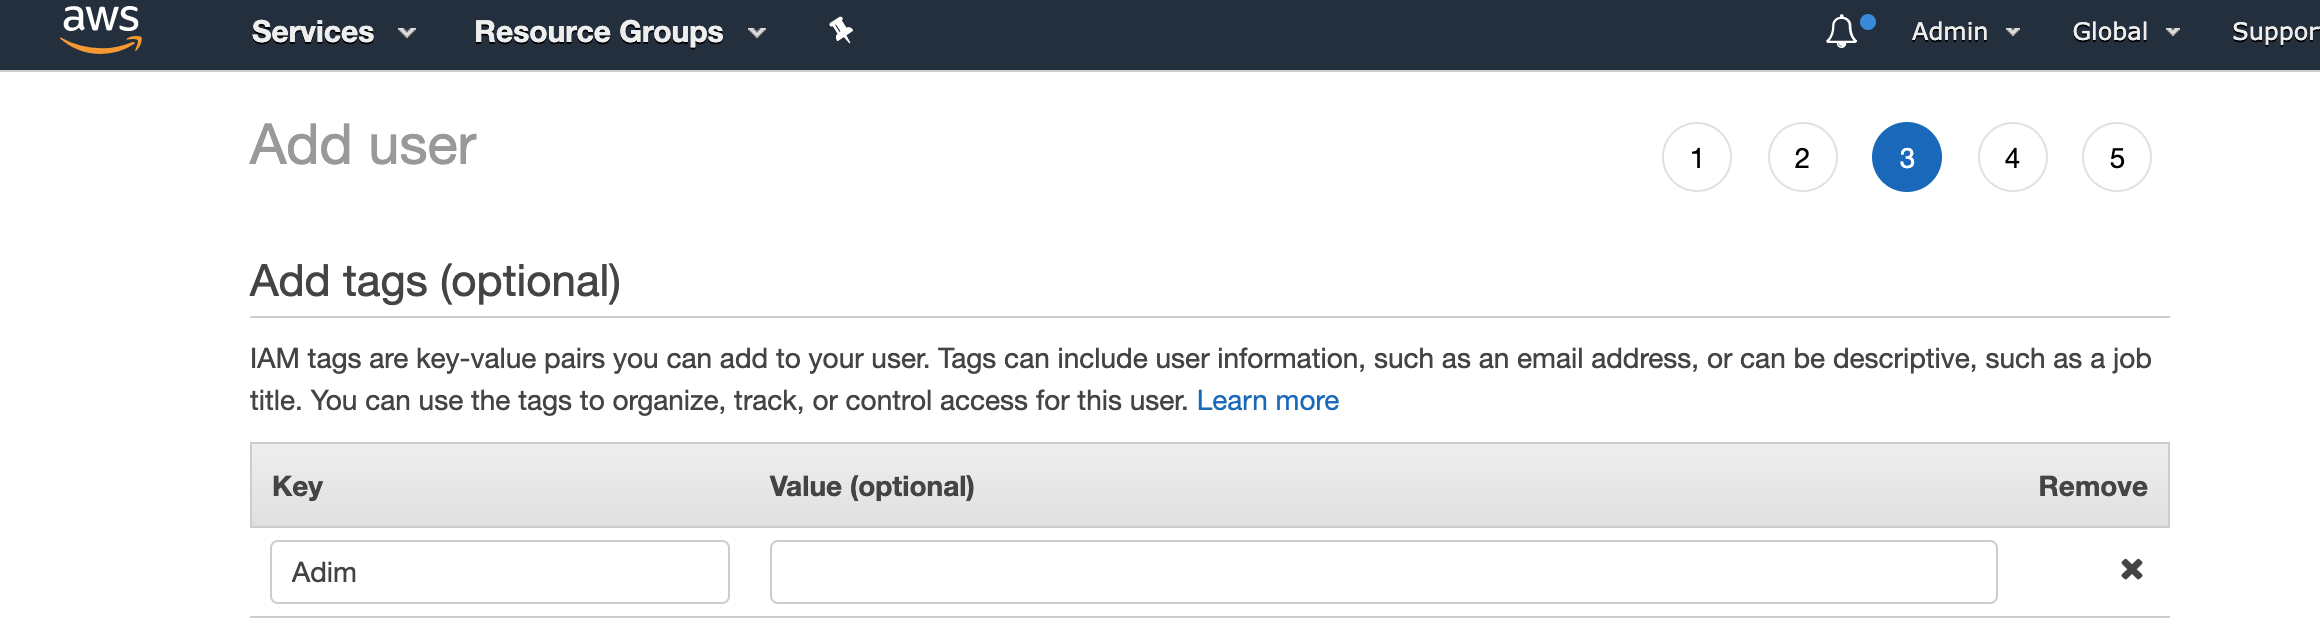 aws Services Resource Groups Admin Global Suppor
Add user 1 2 3 4 5
Add tags (optional)
IAM tags are key-value pairs you can add to your user. Tags can include user information, such as an email address, or can be descriptive, such as a job
title. You can use the tags to organize, track, or control access for this user. Learn more
Key Value (optional) Remove
Adim